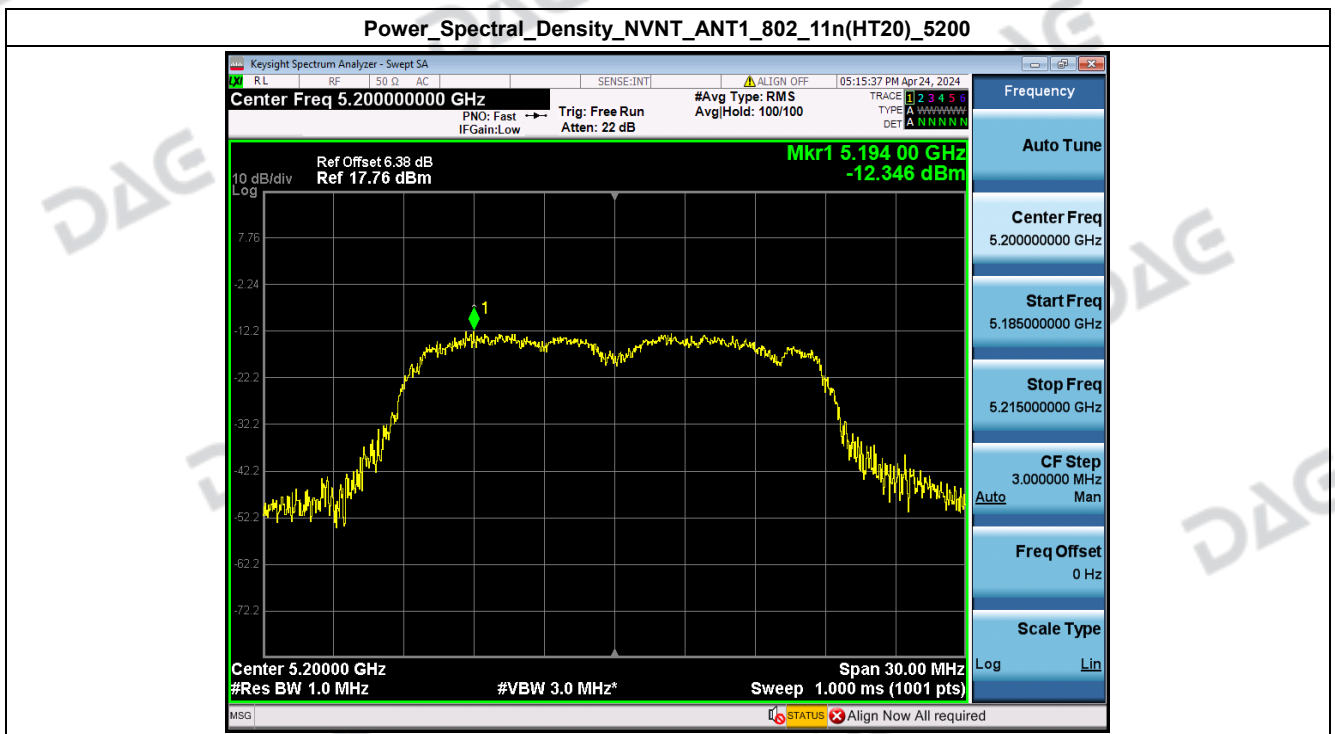 Power_Spectral_Density_NVNT_ANT1_802_11n(HT20)_5200
Keysight Spectrum Analyzer - Swept SA
LXI RL RF 50 Ω AC SENSE:INT ALIGN OFF 05:15:37 PM Apr 24, 2024
Center Freq 5.200000000 GHz
PNO: Fast
IFGain:Low
Trig: Free Run
Atten: 22 dB
#Avg Type: RMS
Avg|Hold: 100/100
TRACE 1 2 3 4 5 6
TYPE A WWWWW
DET A N N N N N
Mkr1 5.194 00 GHz
-12.346 dBm
Ref Offset 6.38 dB
10 dB/div Ref 17.76 dBm
Log
7.76
-2.24
-12.2
-22.2
-32.2
-42.2
-52.2
-62.2
-72.2
1
Center 5.20000 GHz Span 30.00 MHz
#Res BW 1.0 MHz #VBW 3.0 MHz* Sweep 1.000 ms (1001 pts)
MSG STATUS Align Now All required
Frequency
Auto Tune
Center Freq
5.200000000 GHz
Start Freq
5.185000000 GHz
Stop Freq
5.215000000 GHz
CF Step
3.000000 MHz
Auto Man
Freq Offset
0 Hz
Scale Type
Log Lin
DAG
DAG
DAG